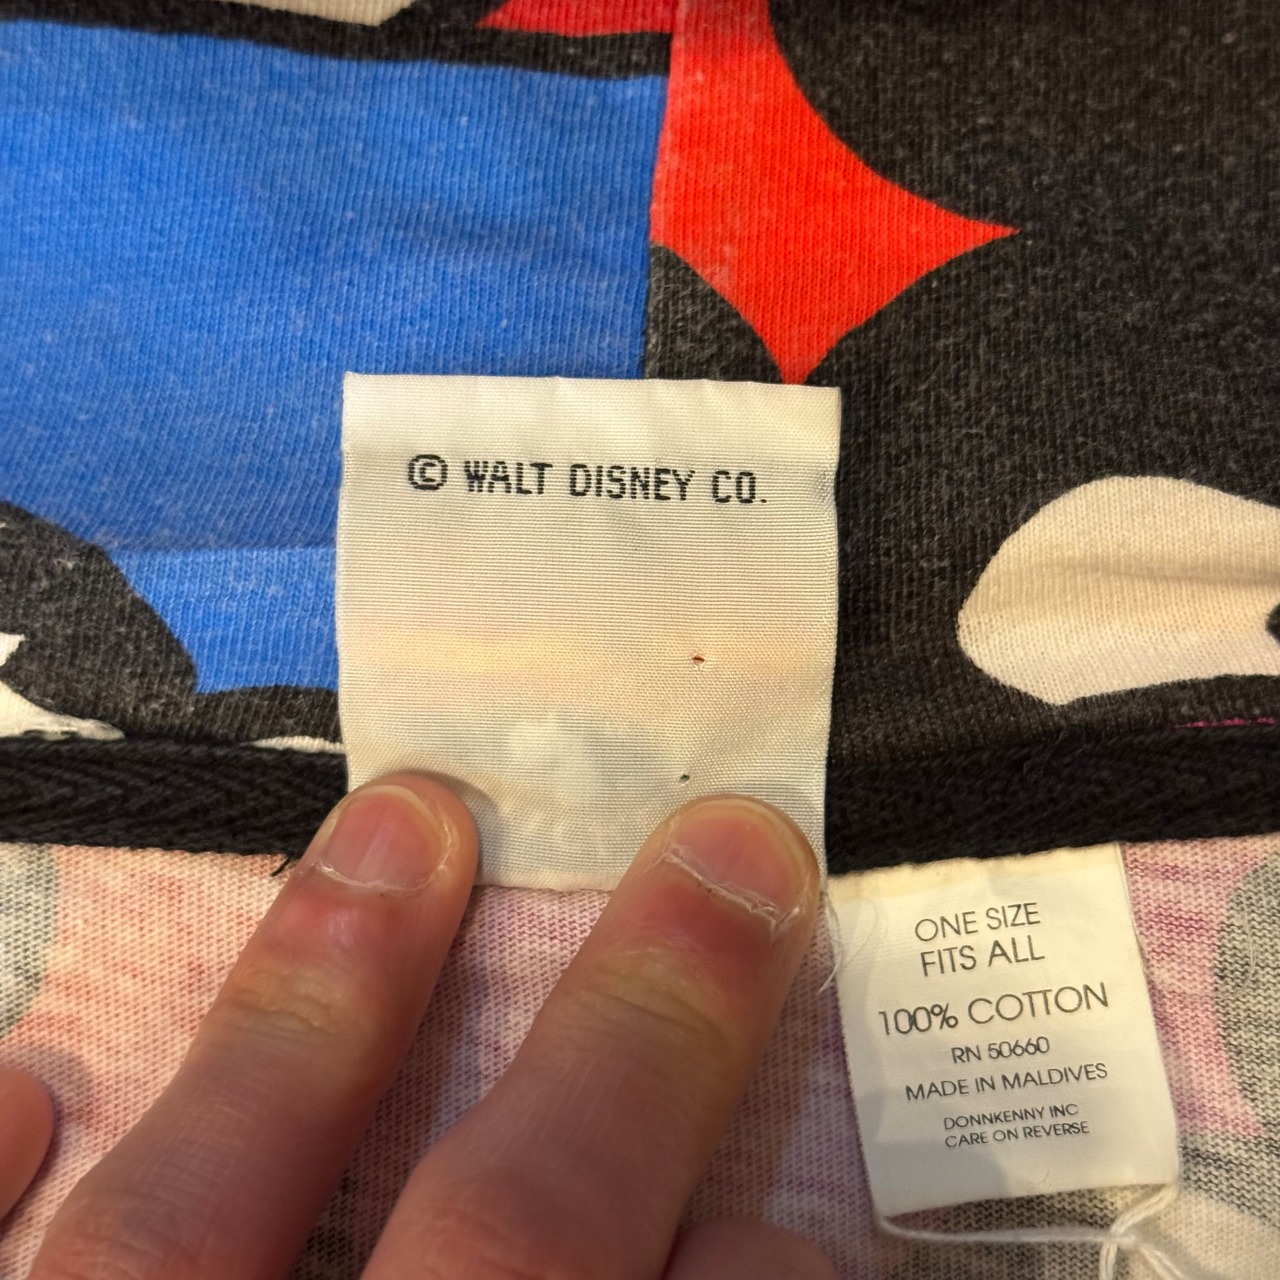 © WALT DISNEY CO.
ONE SIZE
FITS ALL
100% COTTON
RN 50660
MADE IN MALDIVES
DONNKENNY INC
CARE ON REVERSE